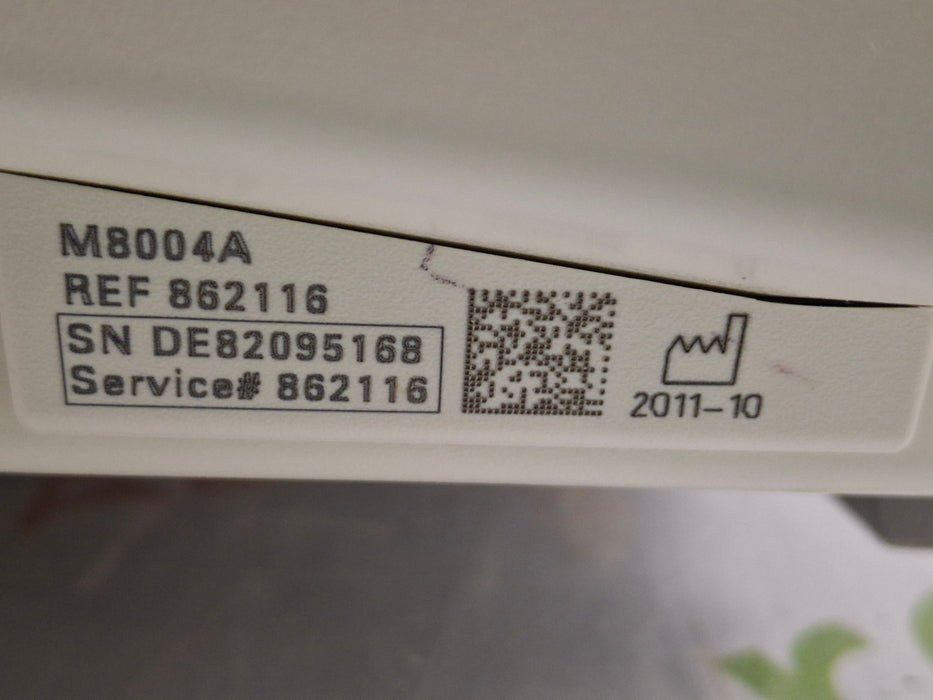 M8004A
REF 862116
SN DE82095168
Service# 862116
2011-10